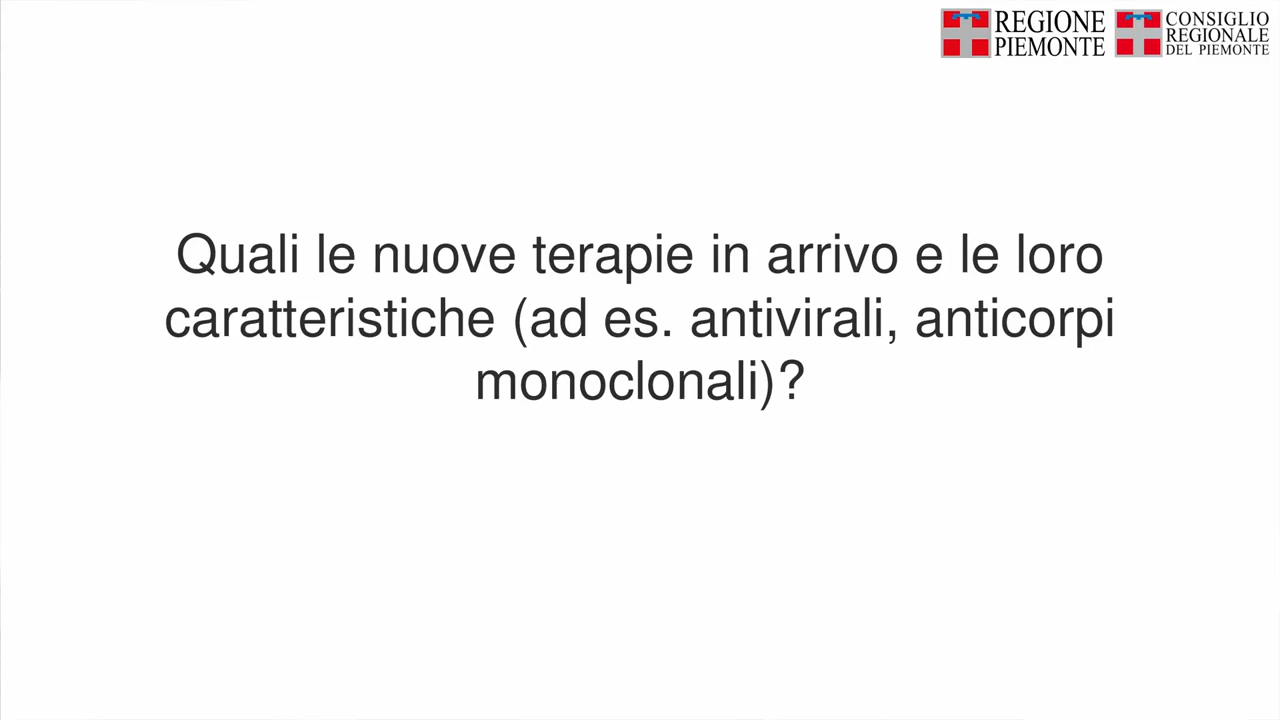 REGIONE
PIEMONTE
CONSIGLIO
REGIONALE
DEL PIEMONTE
Quali le nuove terapie in arrivo e le loro
caratteristiche (ad es. antivirali, anticorpi
monoclonali)?